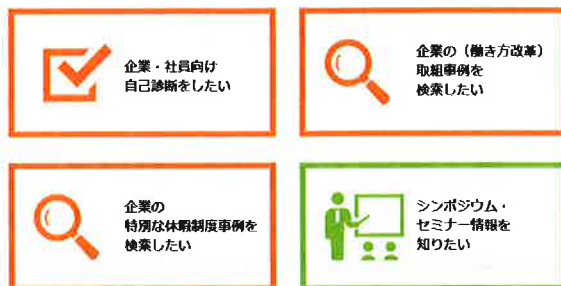 企業・社員向け
自己診断をしたい
企業の（働き方改革）
取組事例を
検索したい
企業の
特別な休暇制度事例を
検索したい
シンポジウム・
セミナー情報を
知りたい